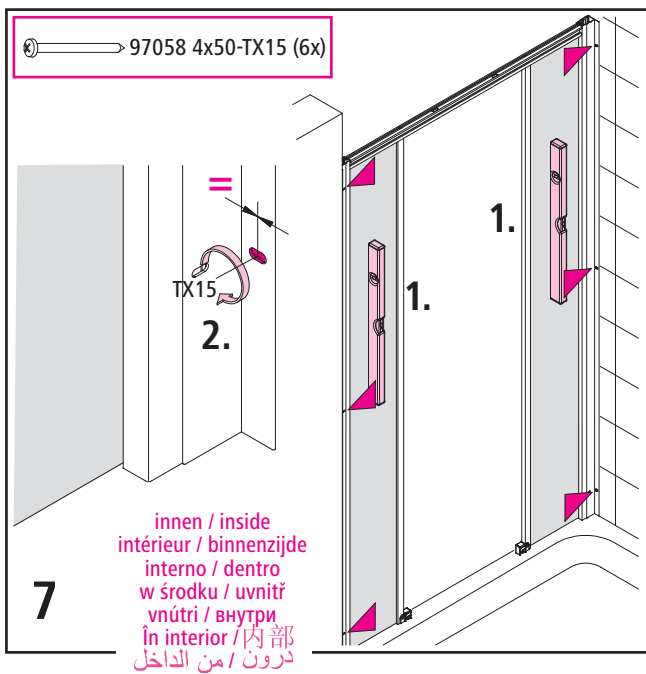 97058 4x50-TX15 (6x)
=
1.
1.
TX15
2.
innen / inside
intérieur / binnenzijde
interno / dentro
w środku / uvnitř
vnútri / внутри
În interior / 内部
درون / من الداخل
7